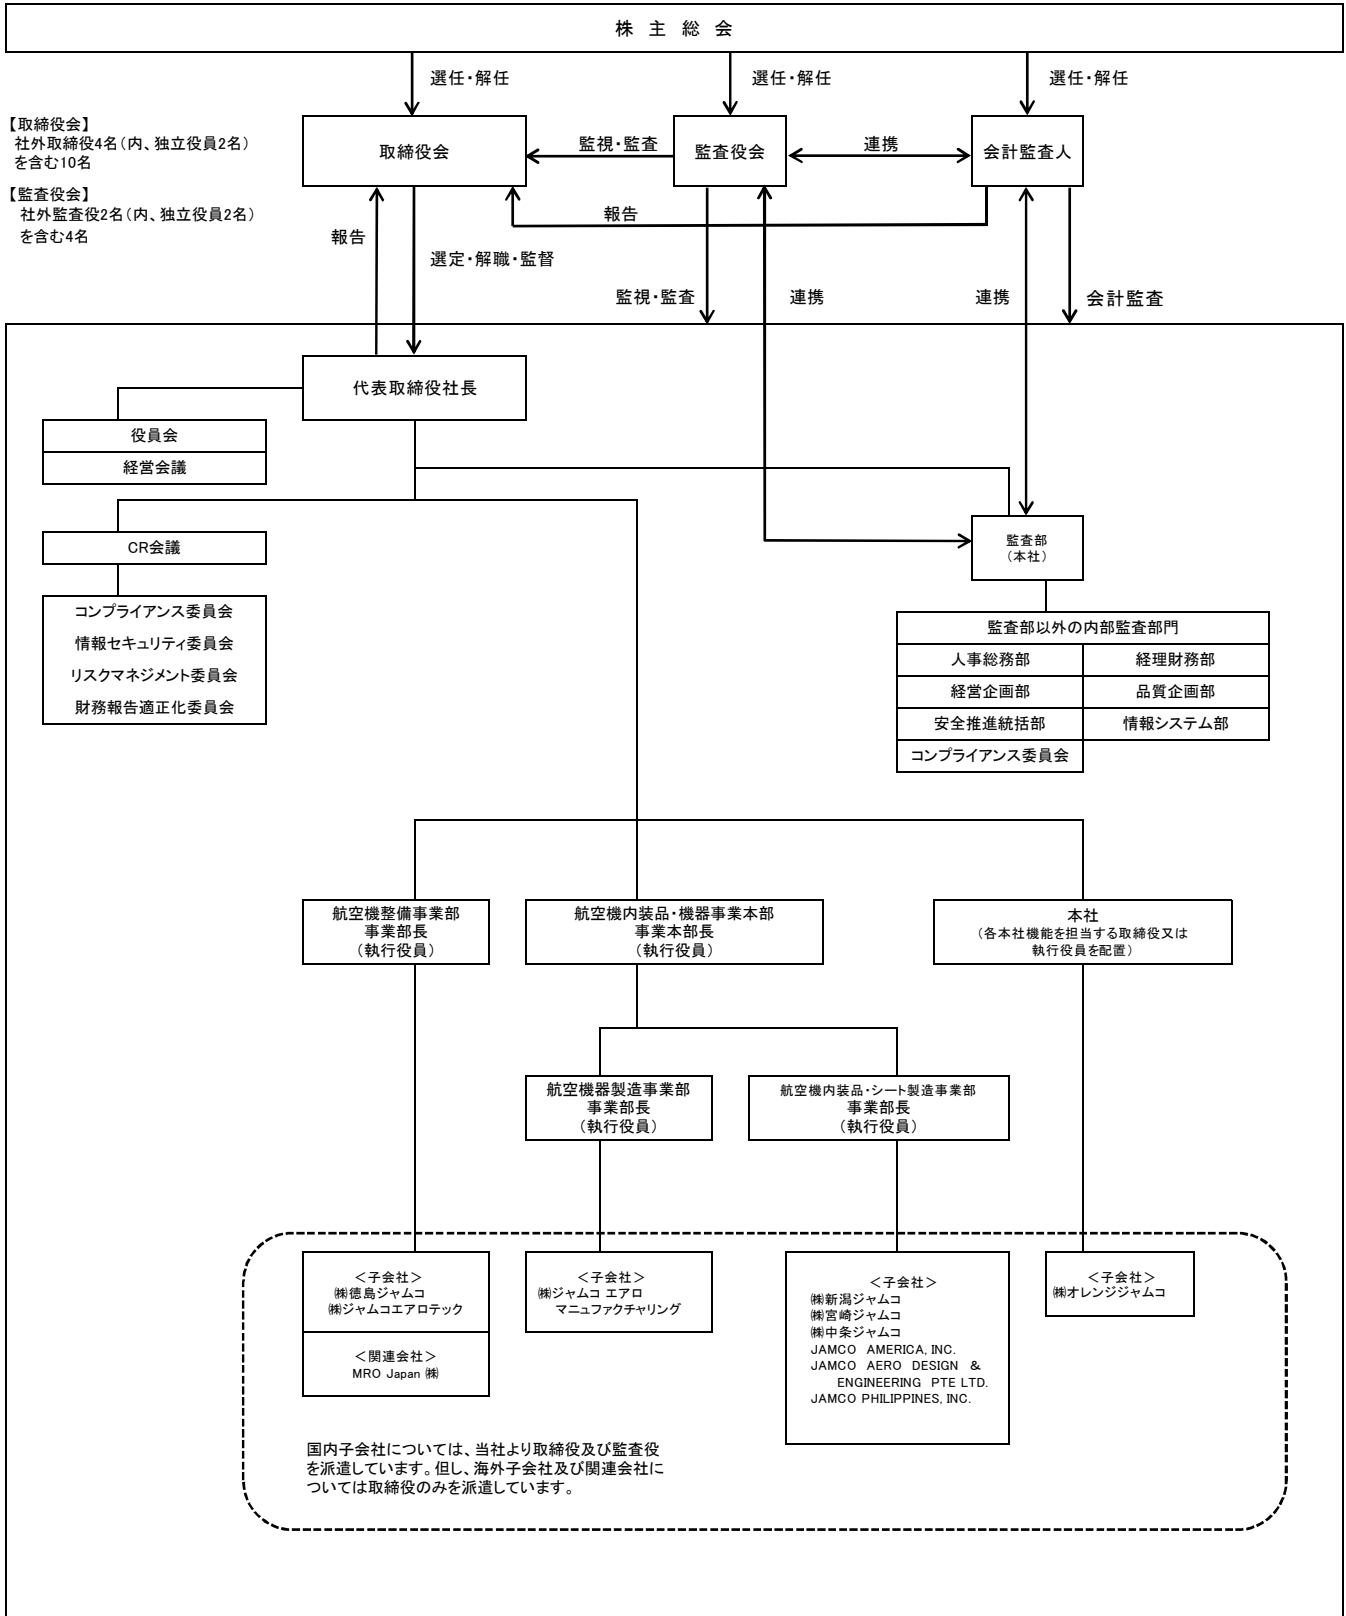 株 主 総 会
選任・解任
選任・解任
選任・解任
【取締役会】
社外取締役4名(内、独立役員2名)
を含む10名
【監査役会】
社外監査役2名(内、独立役員2名)
を含む4名
取締役会
監視・監査
監査役会
連携
会計監査人
報告
報告
選定・解職・監督
監視・監査
連携
連携
会計監査
代表取締役社長
役員会
経営会議
CR会議
コンプライアンス委員会
情報セキュリティ委員会
リスクマネジメント委員会
財務報告適正化委員会
監査部
(本社)
監査部以外の内部監査部門
人事総務部
経理財務部
経営企画部
品質企画部
安全推進統括部
情報システム部
コンプライアンス委員会
航空機整備事業部
事業部長
(執行役員)
航空機内装品・機器事業本部
事業本部長
(執行役員)
本社
(各本社機能を担当する取締役又は
執行役員を配置)
航空機器製造事業部
事業部長
(執行役員)
航空機内装品・シート製造事業部
事業部長
(執行役員)
<子会社>
㈱徳島ジャムコ
㈱ジャムコエアロテック
<関連会社>
MRO Japan ㈱
<子会社>
㈱ジャムコ エアロ
マニュファクチャリング
<子会社>
㈱新潟ジャムコ
㈱宮崎ジャムコ
㈱中条ジャムコ
JAMCO AMERICA, INC.
JAMCO AERO DESIGN &
ENGINEERING PTE LTD.
JAMCO PHILIPPINES, INC.
<子会社>
㈱オレンジジャムコ
国内子会社については、当社より取締役及び監査役
を派遣しています。但し、海外子会社及び関連会社に
ついては取締役のみを派遣しています。